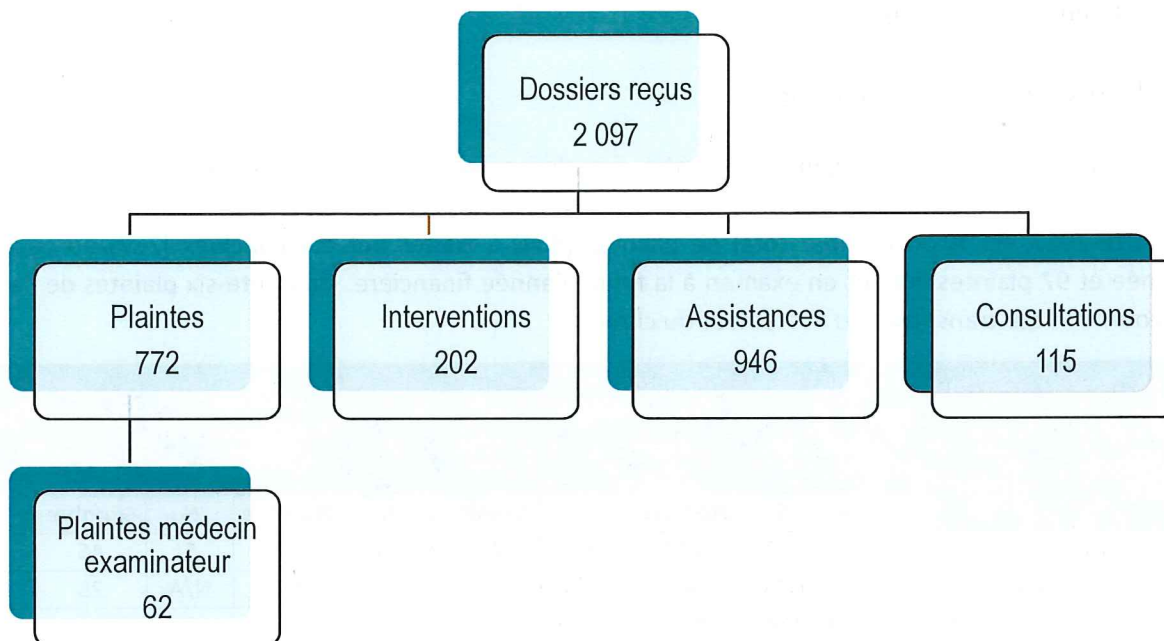 Dossiers reçus
2 097
Plaintes
772
Interventions
202
Assistances
946
Consultations
115
Plaintes médecin
examinateur
62